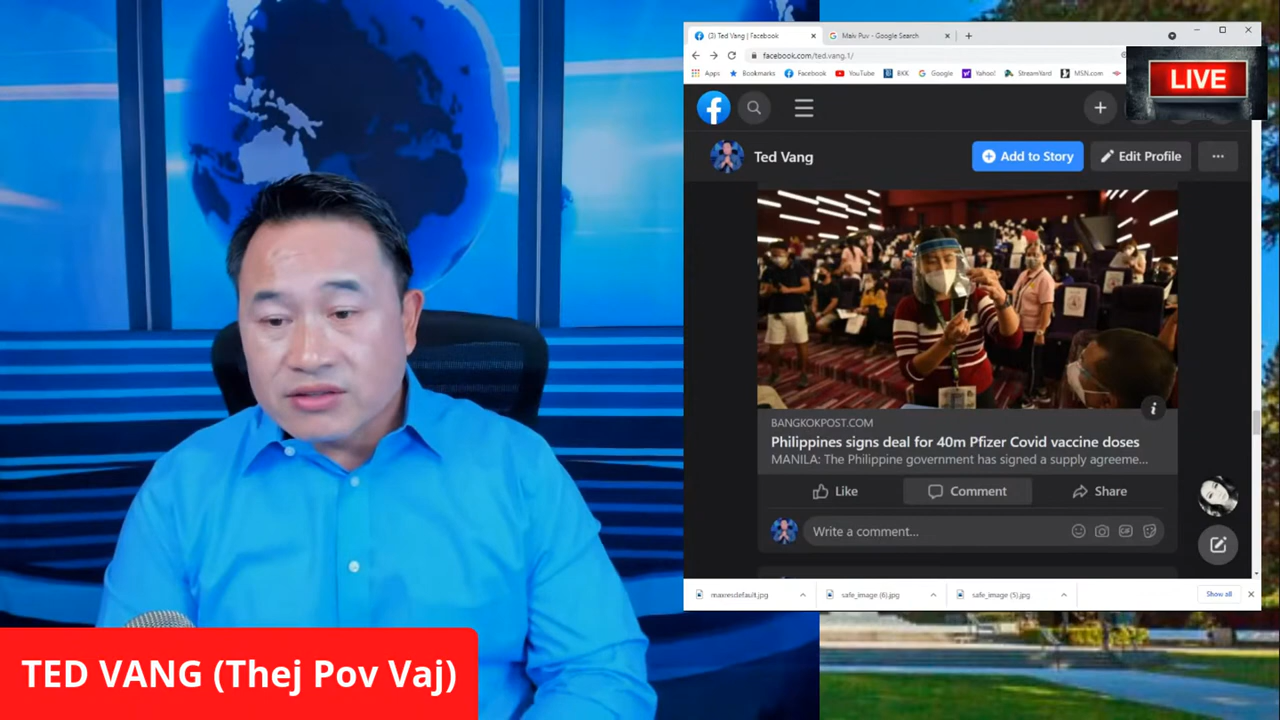 (3) Ted Vang | Facebook
Maiv Puv - Google Search
facebook.com/ted.vang.1/
Apps
Bookmarks
Facebook
YouTube
BKK
Google
Yahoo!
StreamYard
MSN.com
LIVE
Ted Vang
Add to Story
Edit Profile
BANGKOKPOST.COM
Philippines signs deal for 40m Pfizer Covid vaccine doses
MANILA: The Philippine government has signed a supply agreeme...
Like
Comment
Share
Write a comment...
GIF
maxresdefault.jpg
safe_image (6).jpg
safe_image (5).jpg
Show all
TED VANG (Thej Pov Vaj)